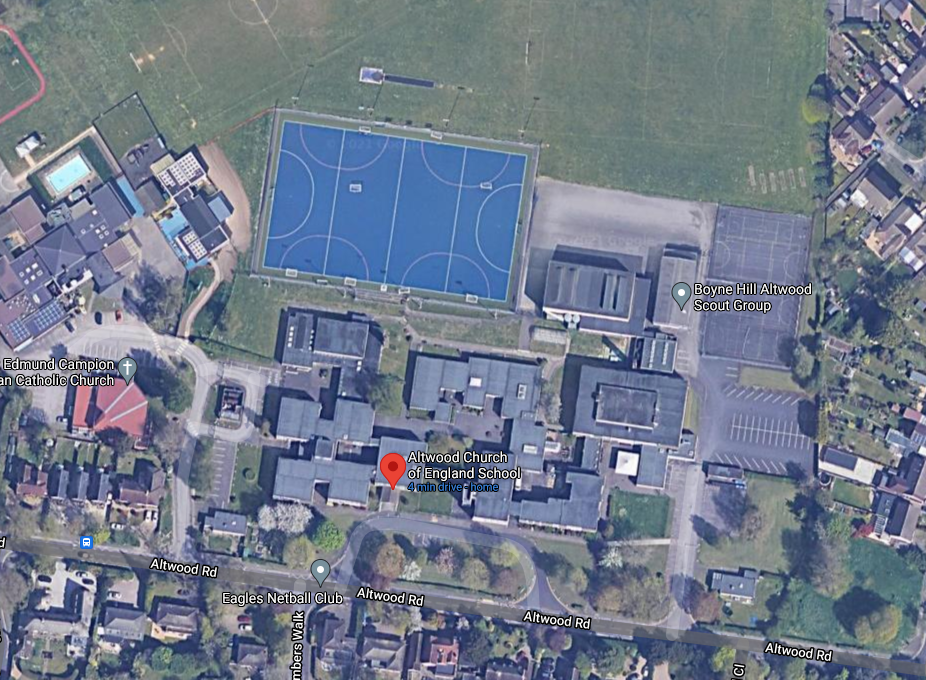 Boyne Hill Altwood
Scout Group
Edmund Campion
an Catholic Church
Altwood Church
of England School
4 min drive - home
Altwood Rd
Eagles Netball Club
Altwood Rd
Altwood Rd
Altwood Rd
mbers Walk
Cl